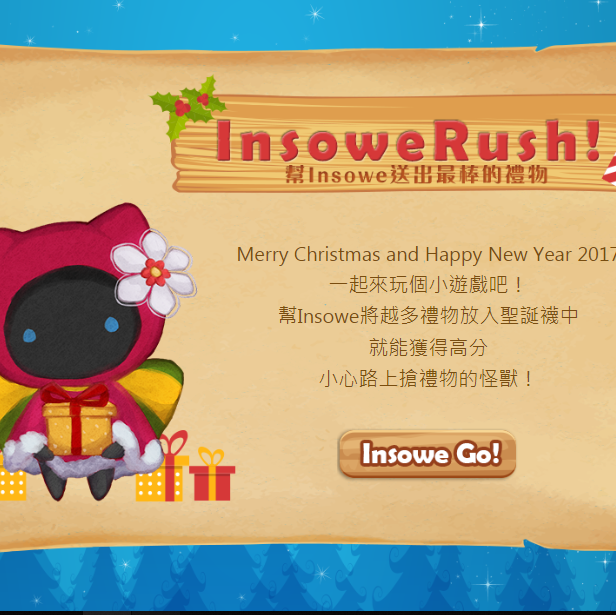 InsoweRush!
幫Insowe送出最棒的禮物
Merry Christmas and Happy New Year 2017
一起來玩個小遊戲吧！
幫Insowe將越多禮物放入聖誕襪中
就能獲得高分
小心路上搶禮物的怪獸！
Insowe Go!